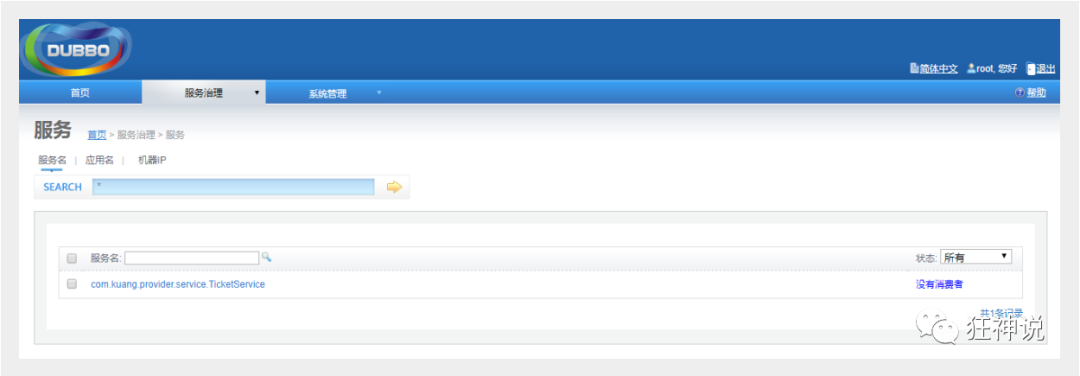 DUBBO
简体中文 root, 您好 退出
首页 服务治理 系统管理 帮助
服务 首页 > 服务治理 > 服务
服务名 | 应用名 | 机器IP
SEARCH *
服务名: 状态: 所有
com.kuang.provider.service.TicketService 没有消费者
共1条记录
狂神说